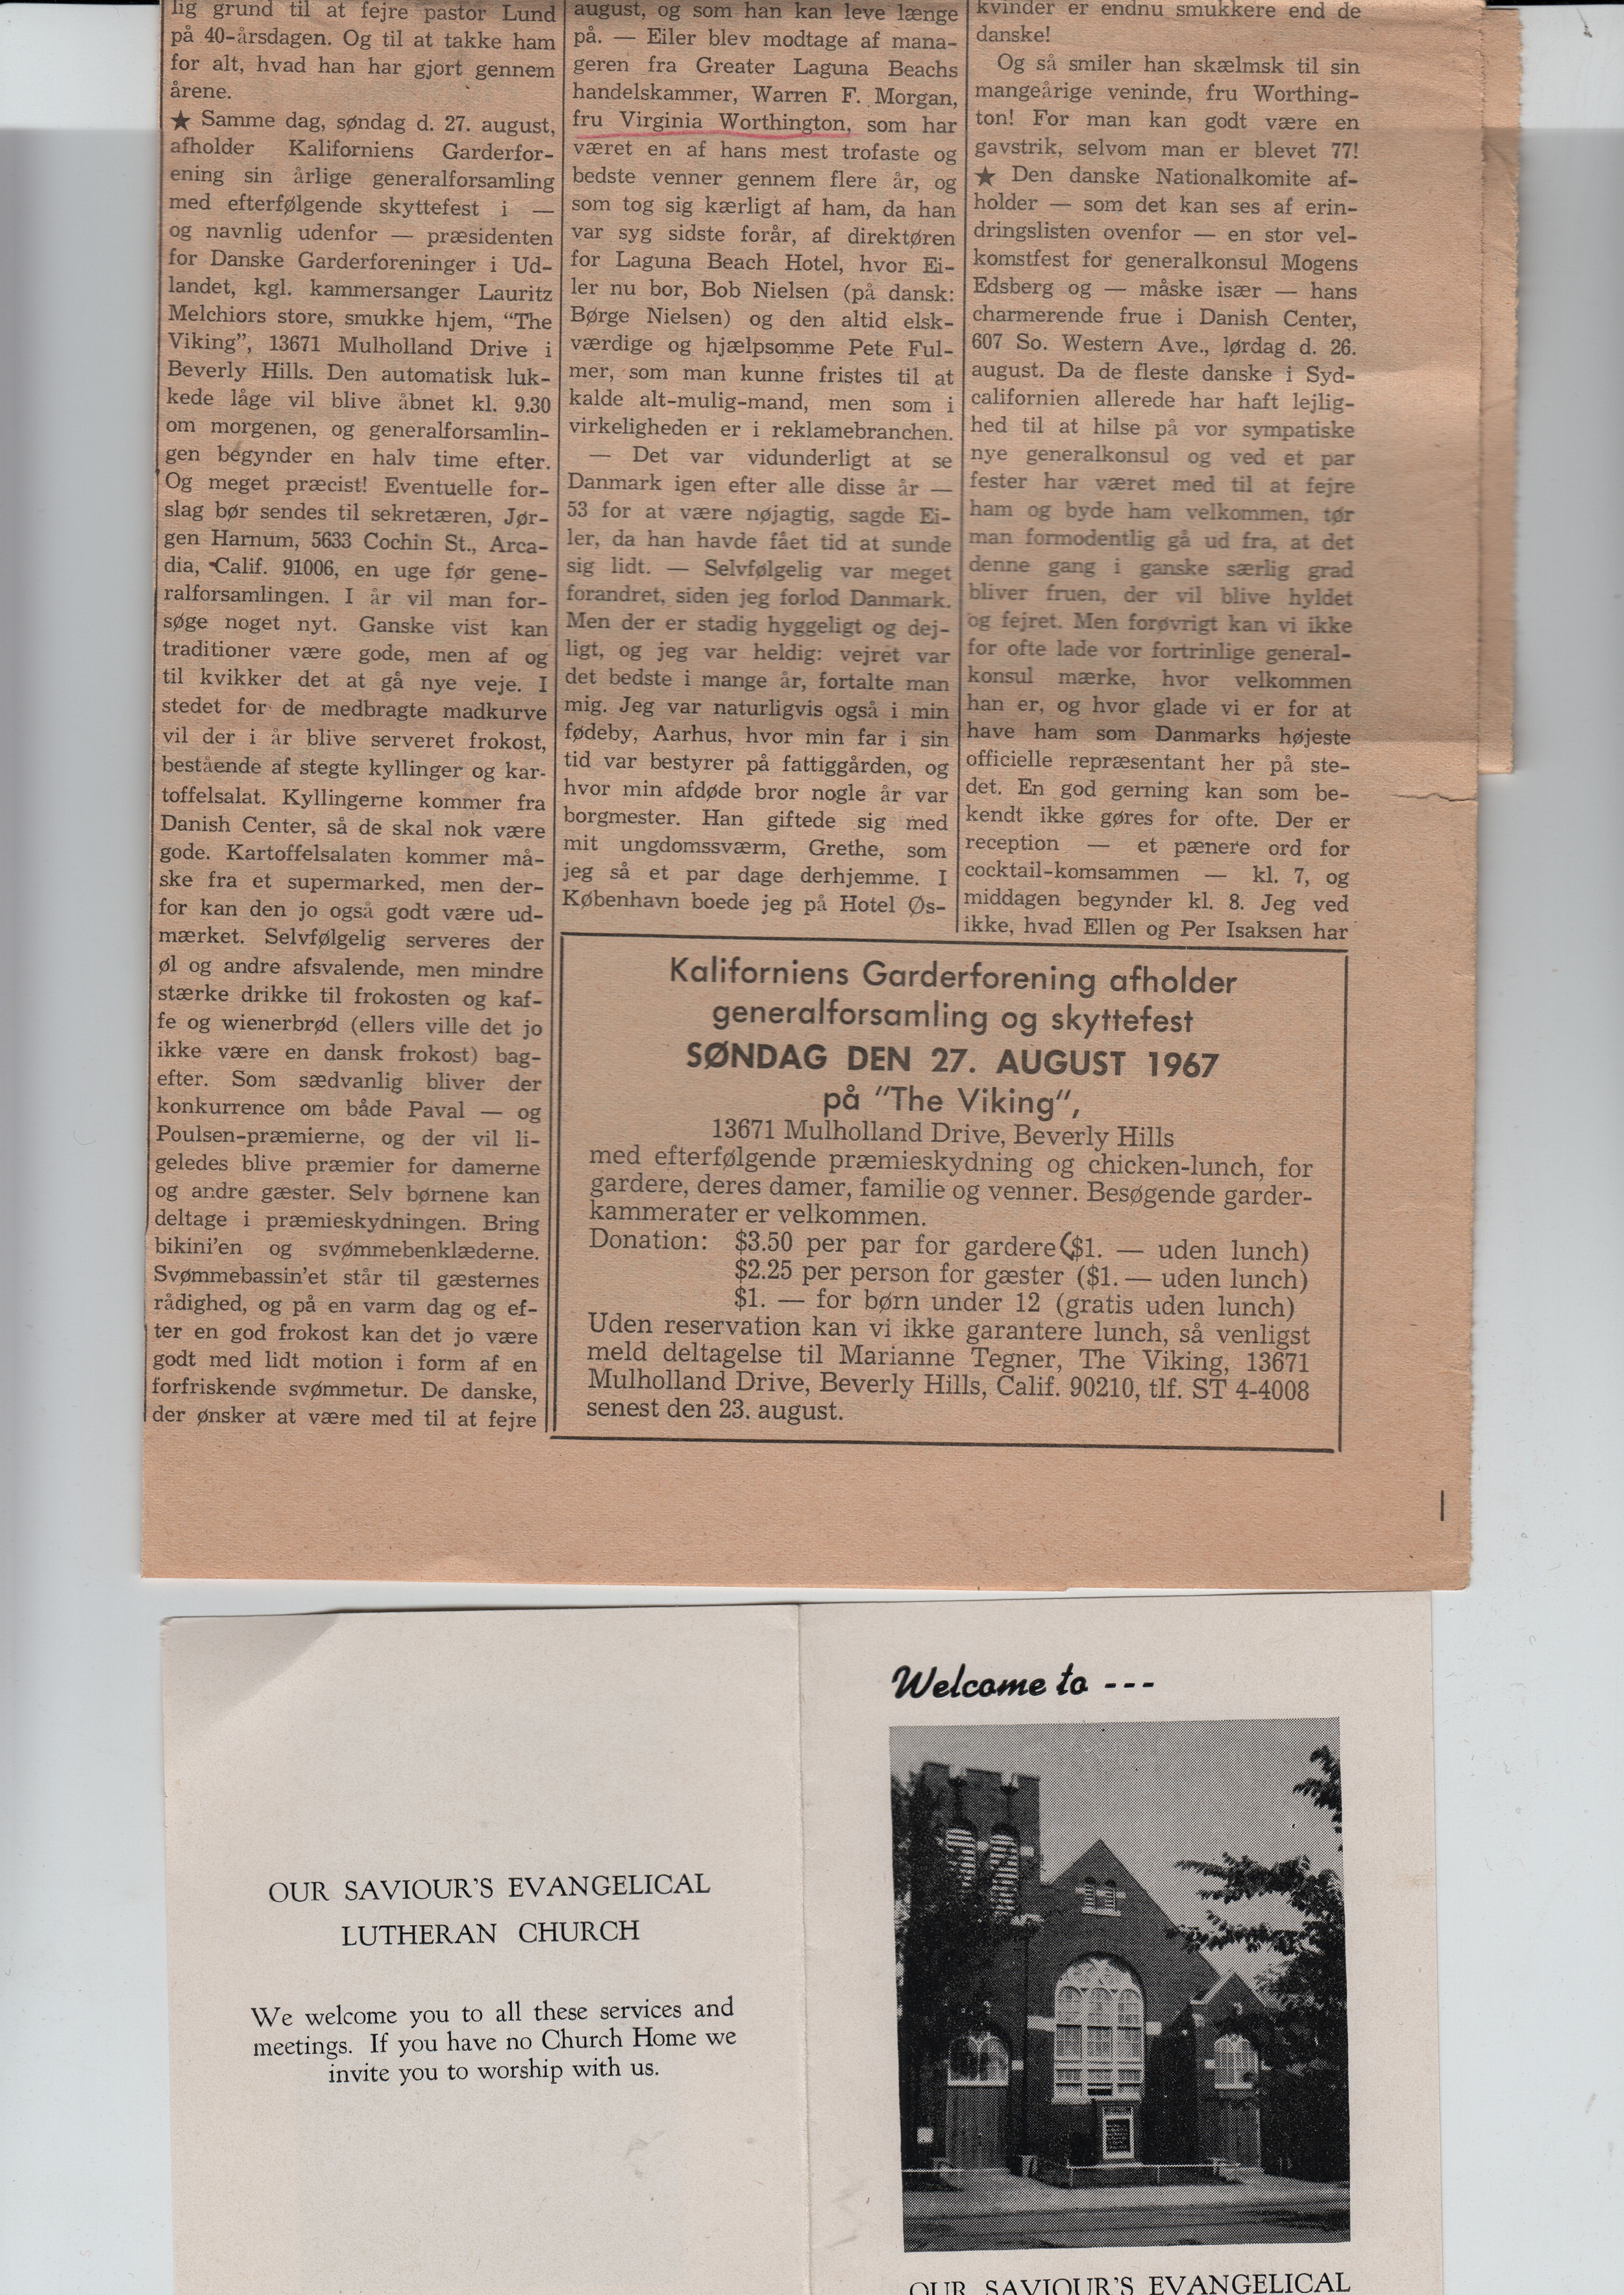 lig grund til at fejre pastor Lund
på 40-årsdagen. Og til at takke ham
for alt, hvad han har gjort gennem
årene.
★ Samme dag, søndag d. 27. august,
afholder Kaliforniens Garderfor-
ening sin årlige generalforsamling
med efterfølgende skyttefest i —
og navnlig udenfor — præsidenten
for Danske Garderforeninger i Ud-
landet, kgl. kammersanger Lauritz
Melchiors store, smukke hjem, “The
Viking”, 13671 Mulholland Drive i
Beverly Hills. Den automatisk luk-
kede låge vil blive åbnet kl. 9.30
om morgenen, og generalforsamlin-
gen begynder en halv time efter.
Og meget præcist! Eventuelle for-
slag bør sendes til sekretæren, Jør-
gen Harnum, 5633 Cochin St., Arca-
dia, Calif. 91006, en uge før gene-
ralforsamlingen. I år vil man for-
søge noget nyt. Ganske vist kan
traditioner være gode, men af og
til kvikker det at gå nye veje. I
stedet for de medbragte madkurve
vil der i år blive serveret frokost,
bestående af stegte kyllinger og kar-
toffelsalat. Kyllingerne kommer fra
Danish Center, så de skal nok være
gode. Kartoffelsalaten kommer må-
ske fra et supermarked, men der-
for kan den jo også godt være ud-
mærket. Selvfølgelig serveres der
øl og andre afsvalende, men mindre
stærke drikke til frokosten og kaf-
fe og wienerbrød (ellers ville det jo
ikke være en dansk frokost) bag-
efter. Som sædvanlig bliver der
konkurrence om både Paval — og
Poulsen-præmierne, og der vil li-
geledes blive præmier for damerne
og andre gæster. Selv børnene kan
deltage i præmieskydningen. Bring
bikini’en og svømmebenklæderne.
Svømmebassin’et står til gæsternes
rådighed, og på en varm dag og ef-
ter en god frokost kan det jo være
godt med lidt motion i form af en
forfriskende svømmetur. De danske,
der ønsker at være med til at fejre
august, og som han kan leve længe
på. — Eiler blev modtage af mana-
geren fra Greater Laguna Beachs
handelskammer, Warren F. Morgan,
fru Virginia Worthington, som har
været en af hans mest trofaste og
bedste venner gennem flere år, og
som tog sig kærligt af ham, da han
var syg sidste forår, af direktøren
for Laguna Beach Hotel, hvor Ei-
ler nu bor, Bob Nielsen (på dansk:
Børge Nielsen) og den altid elsk-
værdige og hjælpsomme Pete Ful-
mer, som man kunne fristes til at
kalde alt-mulig-mand, men som i
virkeligheden er i reklamebranchen.
— Det var vidunderligt at se
Danmark igen efter alle disse år —
53 for at være nøjagtig, sagde Ei-
ler, da han havde fået tid at sunde
sig lidt. — Selvfølgelig var meget
forandret, siden jeg forlod Danmark.
Men der er stadig hyggeligt og dej-
ligt, og jeg var heldig: vejret var
det bedste i mange år, fortalte man
mig. Jeg var naturligvis også i min
fødeby, Aarhus, hvor min far i sin
tid var bestyrer på fattiggården, og
hvor min afdøde bror nogle år var
borgmester. Han giftede sig med
mit ungdomssværm, Grethe, som
jeg så et par dage derhjemme. I
København boede jeg på Hotel Øs-
kvinder er endnu smukkere end de
danske!
Og så smiler han skælmsk til sin
mangeårige veninde, fru Worthing-
ton! For man kan godt være en
gavstrik, selvom man er blevet 77!
★ Den danske Nationalkomite af-
holder — som det kan ses af erin-
dringslisten ovenfor — en stor vel-
komstfest for generalkonsul Mogens
Edsberg og — måske især — hans
charmerende frue i Danish Center,
607 So. Western Ave., lørdag d. 26.
august. Da de fleste danske i Syd-
californien allerede har haft lejlig-
hed til at hilse på vor sympatiske
nye generalkonsul og ved et par
fester har været med til at fejre
ham og byde ham velkommen, tør
man formodentlig gå ud fra, at det
denne gang i ganske særlig grad
bliver fruen, der vil blive hyldet
og fejret. Men forøvrigt kan vi ikke
for ofte lade vor fortrinlige general-
konsul mærke, hvor velkommen
han er, og hvor glade vi er for at
have ham som Danmarks højeste
officielle repræsentant her på ste-
det. En god gerning kan som be-
kendt ikke gøres for ofte. Der er
reception — et pænere ord for
cocktail-komsammen — kl. 7, og
middagen begynder kl. 8. Jeg ved
ikke, hvad Ellen og Per Isaksen har
Kaliforniens Garderforening afholder
generalforsamling og skyttefest
SØNDAG DEN 27. AUGUST 1967
på “The Viking”,
13671 Mulholland Drive, Beverly Hills
med efterfølgende præmieskydning og chicken-lunch, for
gardere, deres damer, familie og venner. Besøgende garder-
kammerater er velkommen.
Donation: $3.50 per par for gardere ($1. — uden lunch)
$2.25 per person for gæster ($1. — uden lunch)
$1. — for børn under 12 (gratis uden lunch)
Uden reservation kan vi ikke garantere lunch, så venligst
meld deltagelse til Marianne Tegner, The Viking, 13671
Mulholland Drive, Beverly Hills, Calif. 90210, tlf. ST 4-4008
senest den 23. august.
OUR SAVIOUR’S EVANGELICAL
LUTHERAN CHURCH
We welcome you to all these services and
meetings. If you have no Church Home we
invite you to worship with us.
Welcome to ---
OUR SAVIOUR’S EVANGELICAL